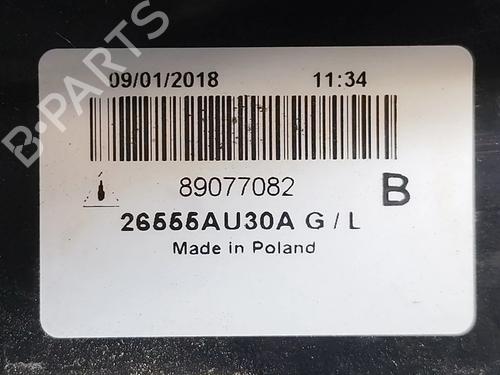 B-PARTS
09/01/2018 11:34
89077082
B
26555AU30A G / L
Made in Poland